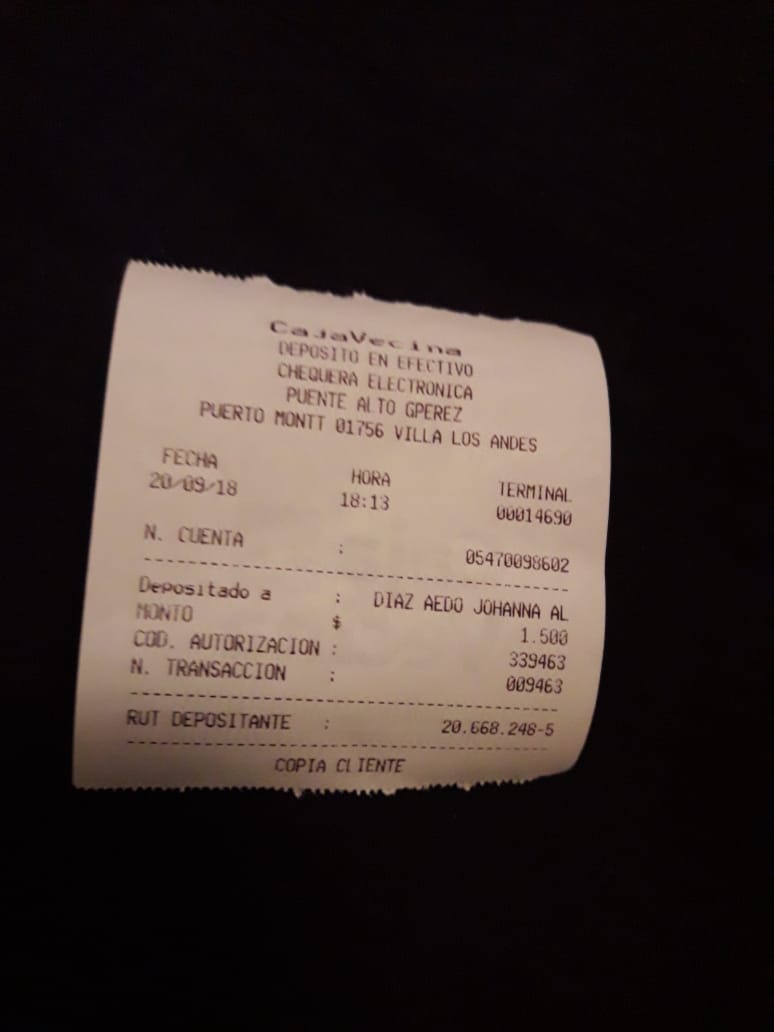 CajaVecina
DEPOSITO EN EFECTIVO
CHEQUERA ELECTRONICA
PUENTE ALTO GPEREZ
PUERTO MONTT 01756 VILLA LOS ANDES
FECHA HORA TERMINAL
20/09/18 18:13 00014690
N. CUENTA : 05470098602
Depositado a : DIAZ AEDO JOHANNA AL
MONTO $ 1.500
COD. AUTORIZACION : 339463
N. TRANSACCION : 009463
RUT DEPOSITANTE : 20.668.248-5
COPIA CLIENTE